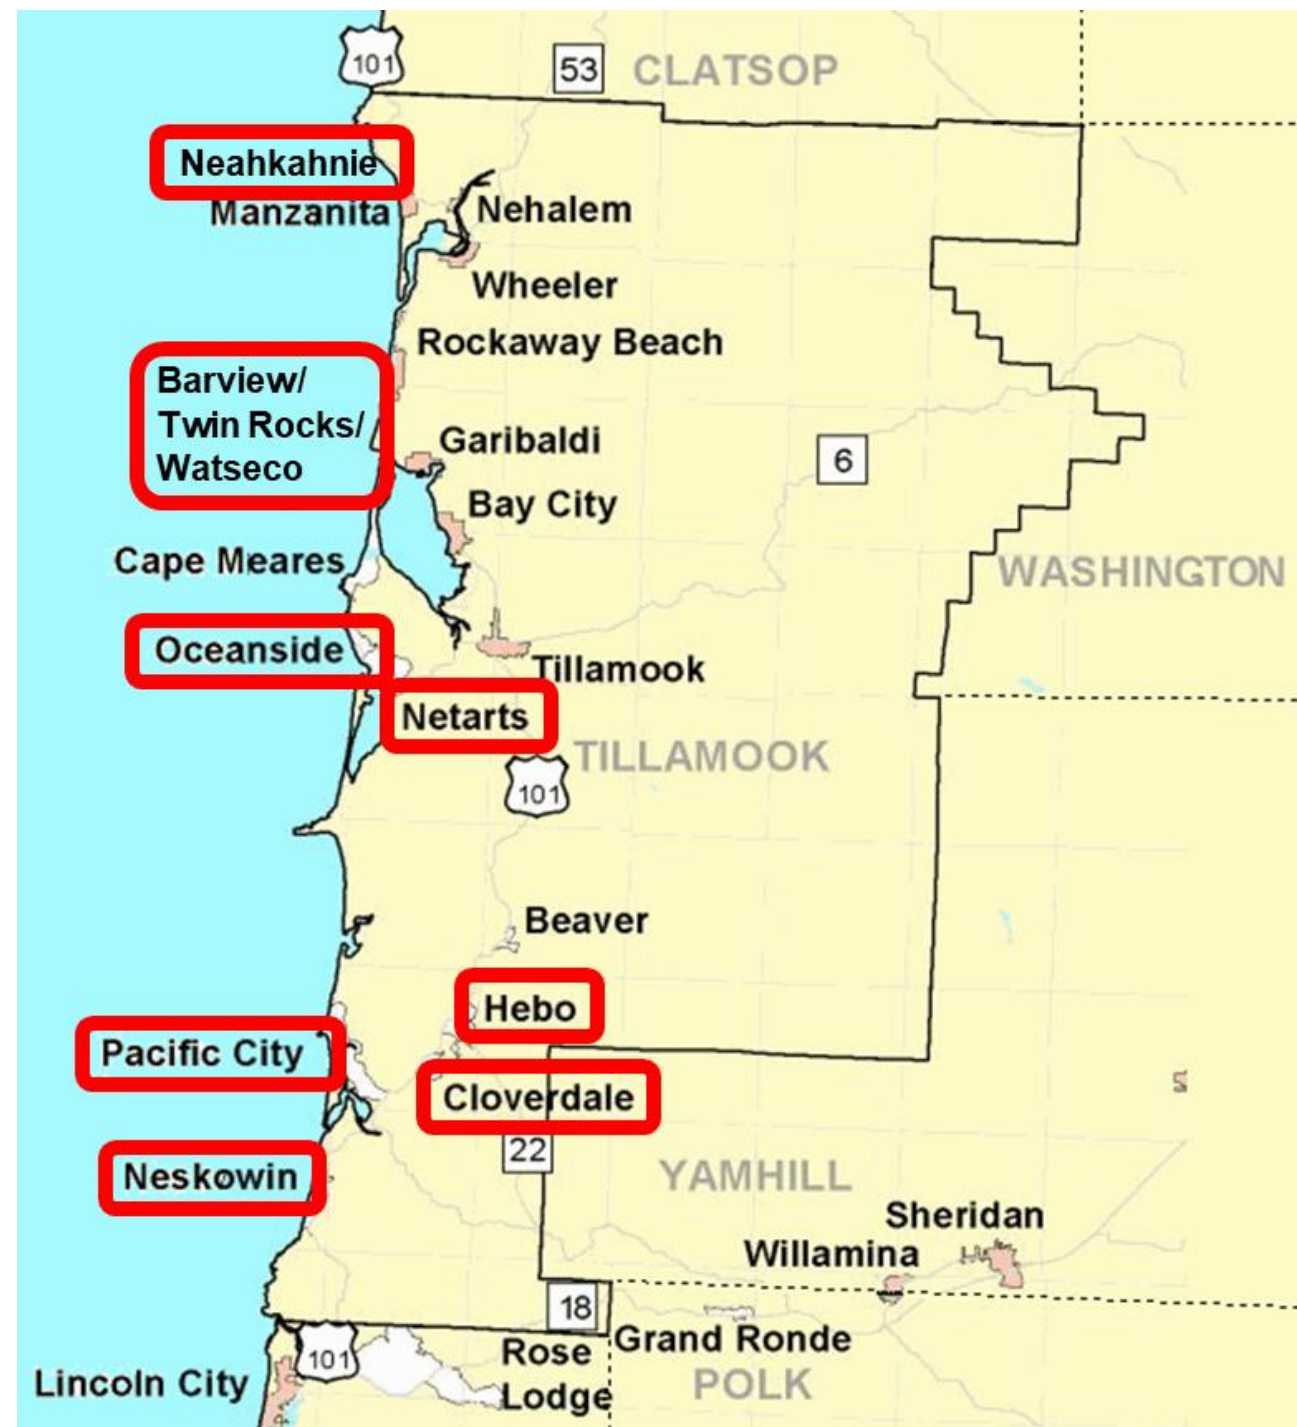 101
53
CLATSOP
Neahkahnie
Manzanita
Nehalem
Wheeler
Rockaway Beach
Barview/
Twin Rocks/
Watseco
Garibaldi
6
Bay City
Cape Meares
WASHINGTON
Oceanside
Tillamook
Netarts
TILLAMOOK
101
Beaver
Hebo
Pacific City
Cloverdale
22
Neskowin
YAMHILL
Sheridan
Willamina
18
Grand Ronde
101
Rose
Lodge
Lincoln City
POLK